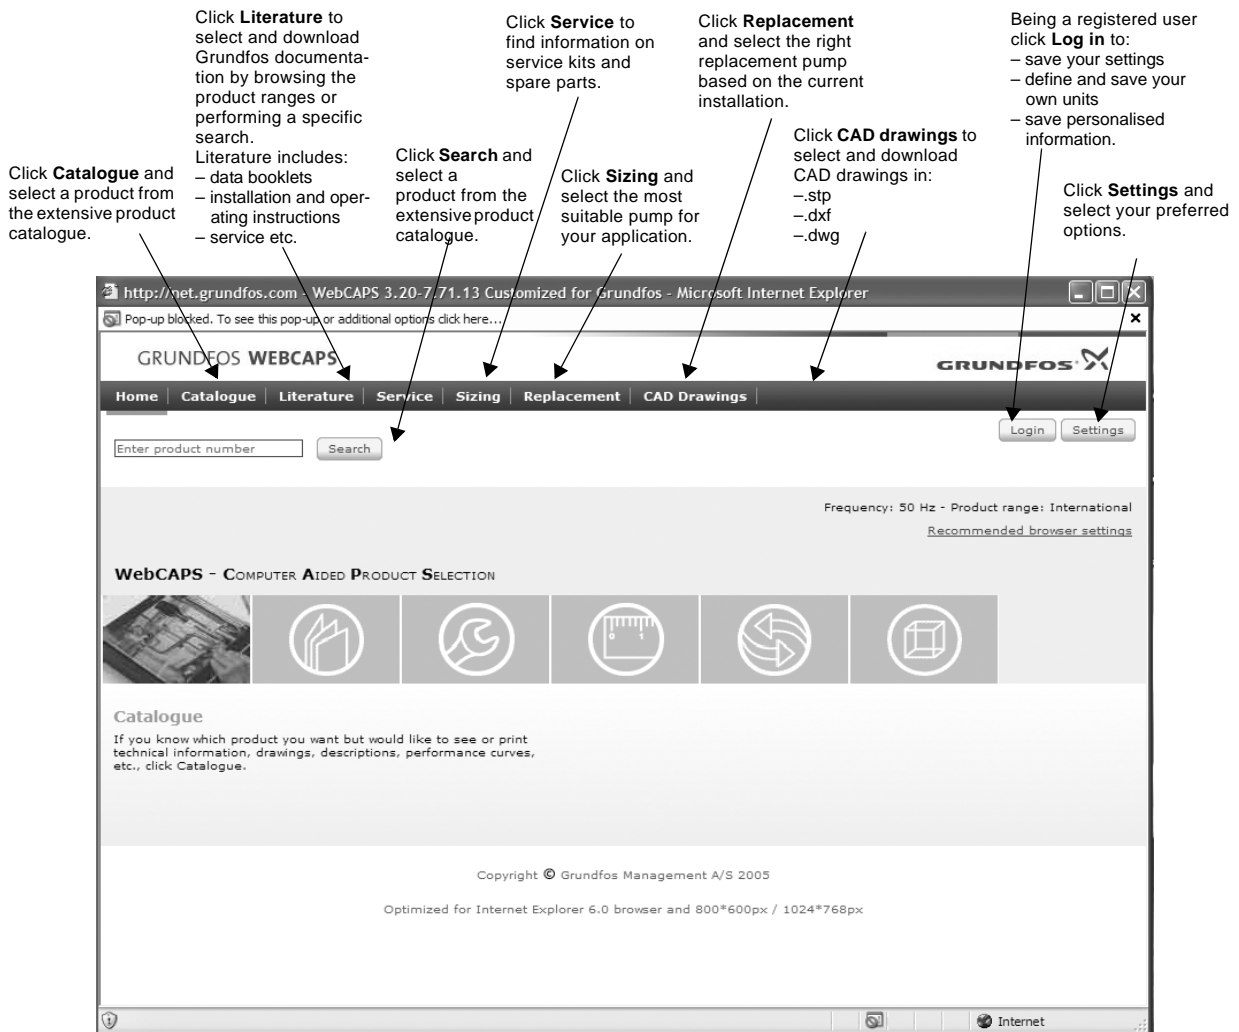 Click Literature to
select and download
Grundfos documenta-
tion by browsing the
product ranges or
performing a specific
search.
Literature includes:
– data booklets
– installation and oper-
ating instructions
– service etc.
Click Service to
find information on
service kits and
spare parts.
Click Replacement
and select the right
replacement pump
based on the current
installation.
Being a registered user
click Log in to:
– save your settings
– define and save your
own units
– save personalised
information.
Click Catalogue and
select a product from
the extensive product
catalogue.
Click Search and
select a
product from the
extensive product
catalogue.
Click Sizing and
select the most
suitable pump for
your application.
Click CAD drawings to
select and download
CAD drawings in:
–.stp
–.dxf
–.dwg
Click Settings and
select your preferred
options.
http://net.grundfos.com - WebCAPS 3.20-7.71.13 Customized for Grundfos - Microsoft Internet Explorer
Pop-up blocked. To see this pop-up or additional options click here...
GRUNDFOS WEBCAPS
GRUNDFOS
Home Catalogue Literature Service Sizing Replacement CAD Drawings
Login Settings
Enter product number Search
Frequency: 50 Hz - Product range: International
Recommended browser settings
WebCAPS - Computer Aided Product Selection
0 1
Catalogue
If you know which product you want but would like to see or print
technical information, drawings, descriptions, performance curves,
etc., click Catalogue.
Copyright © Grundfos Management A/S 2005
Optimized for Internet Explorer 6.0 browser and 800*600px / 1024*768px
Internet